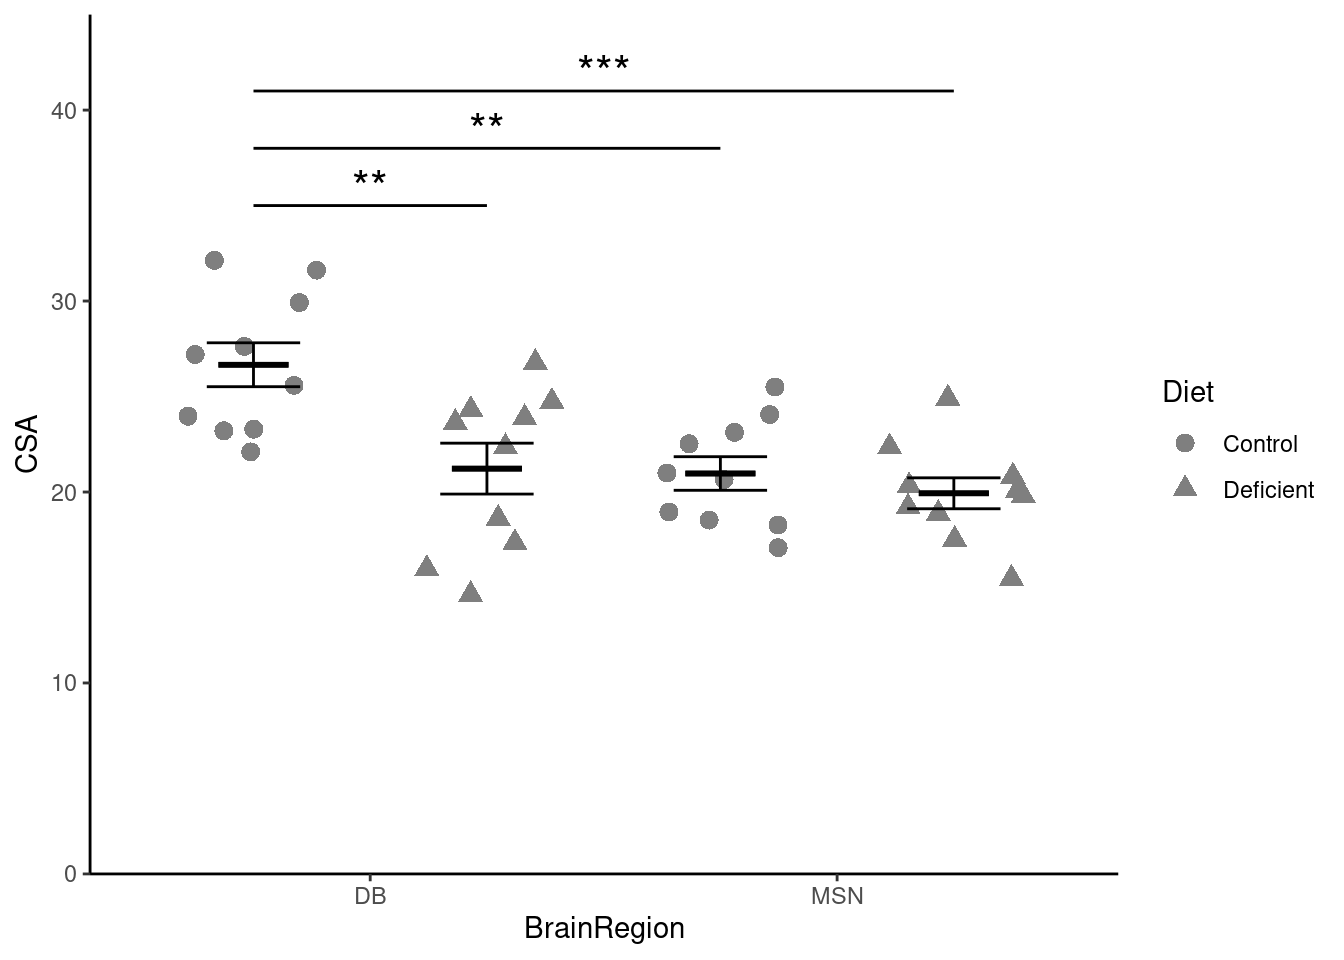 ***
40
**
**
30
CSA
20
10
0
DB
MSN
BrainRegion
Diet
Control
Deficient